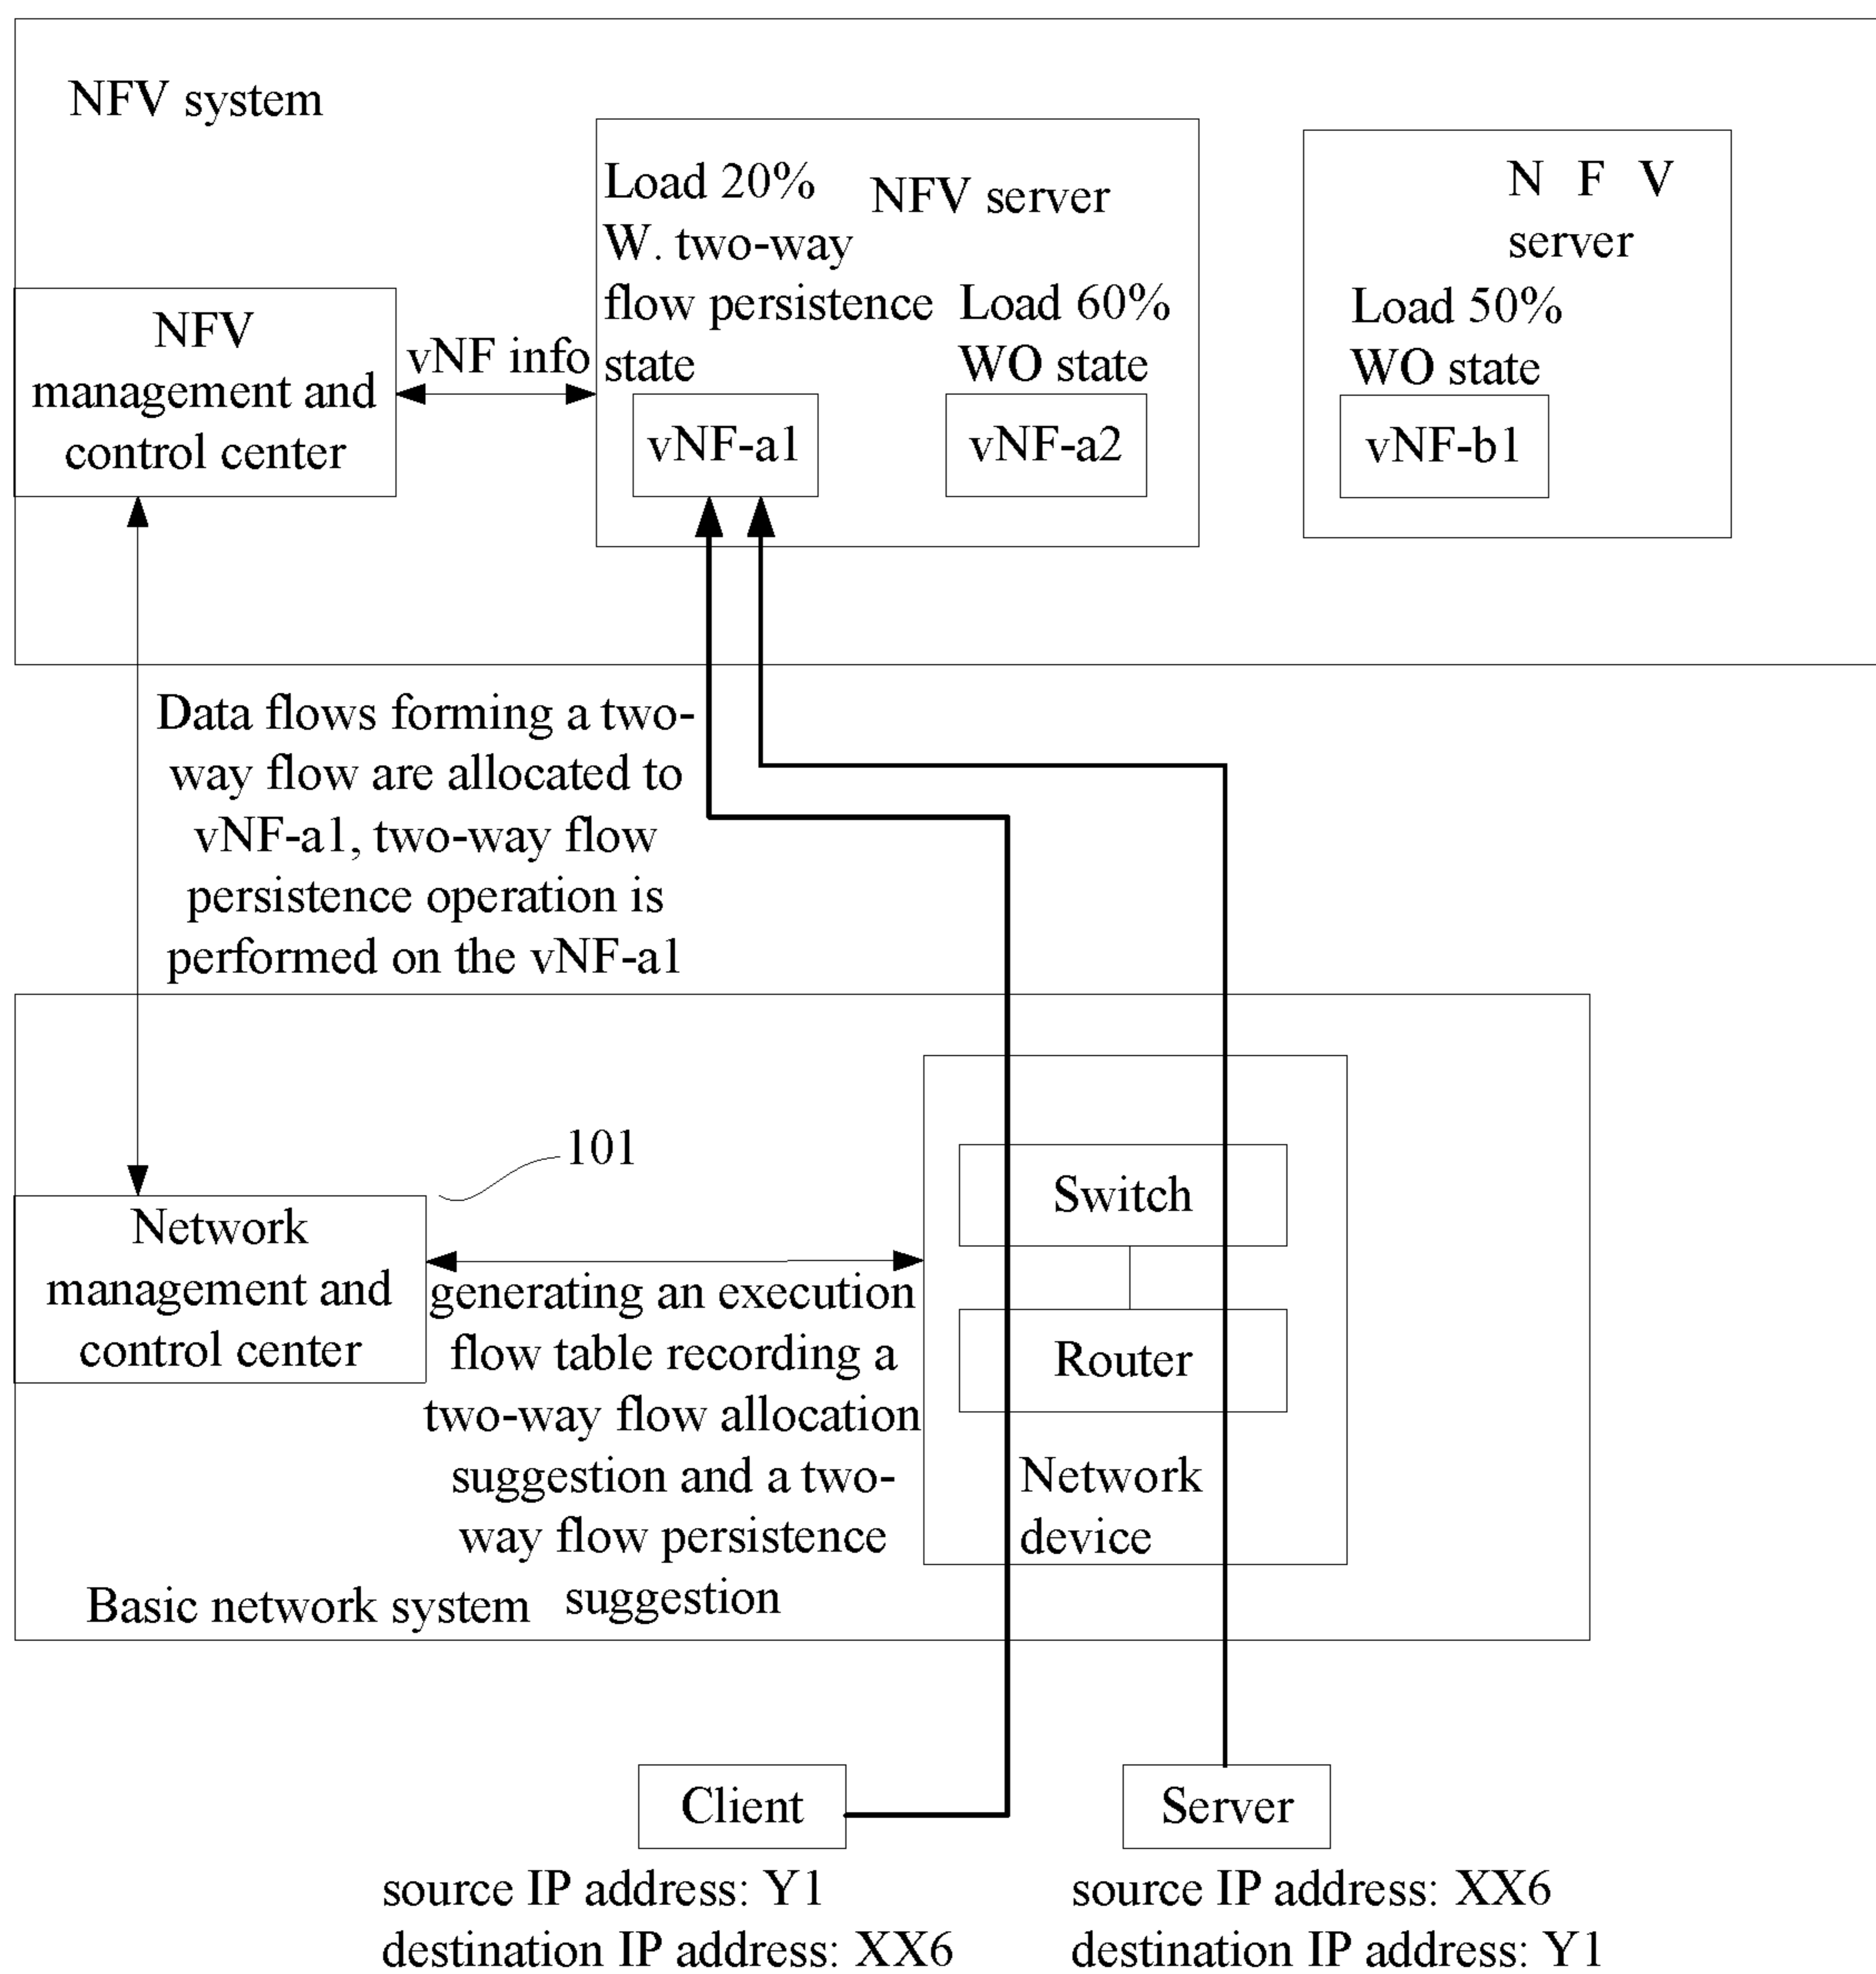 NFV system
Load 20%
W. two-way
flow persistence
state
NFV server
Load 60%
WO state
N F V
server
Load 50%
WO state
NFV
management and
control center
vNF info
vNF-a1
vNF-a2
vNF-b1
Data flows forming a two-
way flow are allocated to
vNF-a1, two-way flow
persistence operation is
performed on the vNF-a1
101
Network
management and
control center
generating an execution
flow table recording a
two-way flow allocation
suggestion and a two-
way flow persistence
suggestion
Switch
Router
Network
device
Basic network system
Client
source IP address: Y1
destination IP address: XX6
Server
source IP address: XX6
destination IP address: Y1